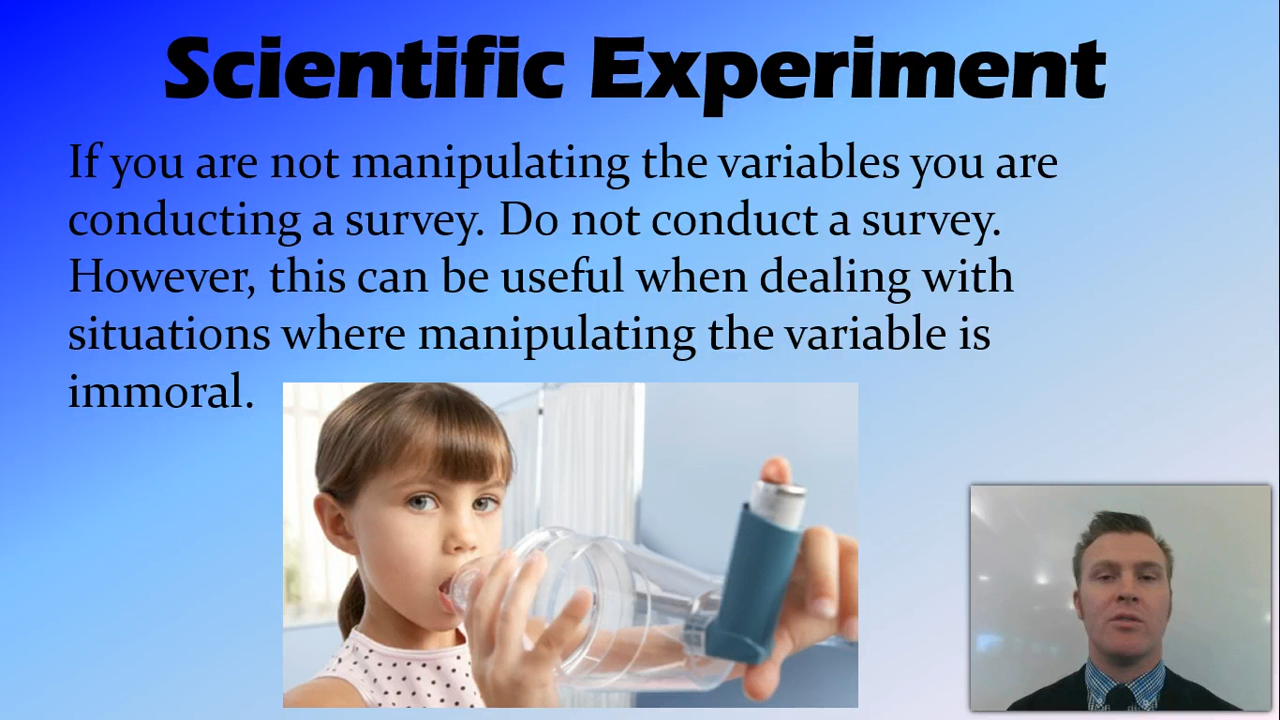 Scientific Experiment
If you are not manipulating the variables you are
conducting a survey. Do not conduct a survey.
However, this can be useful when dealing with
situations where manipulating the variable is
immoral.